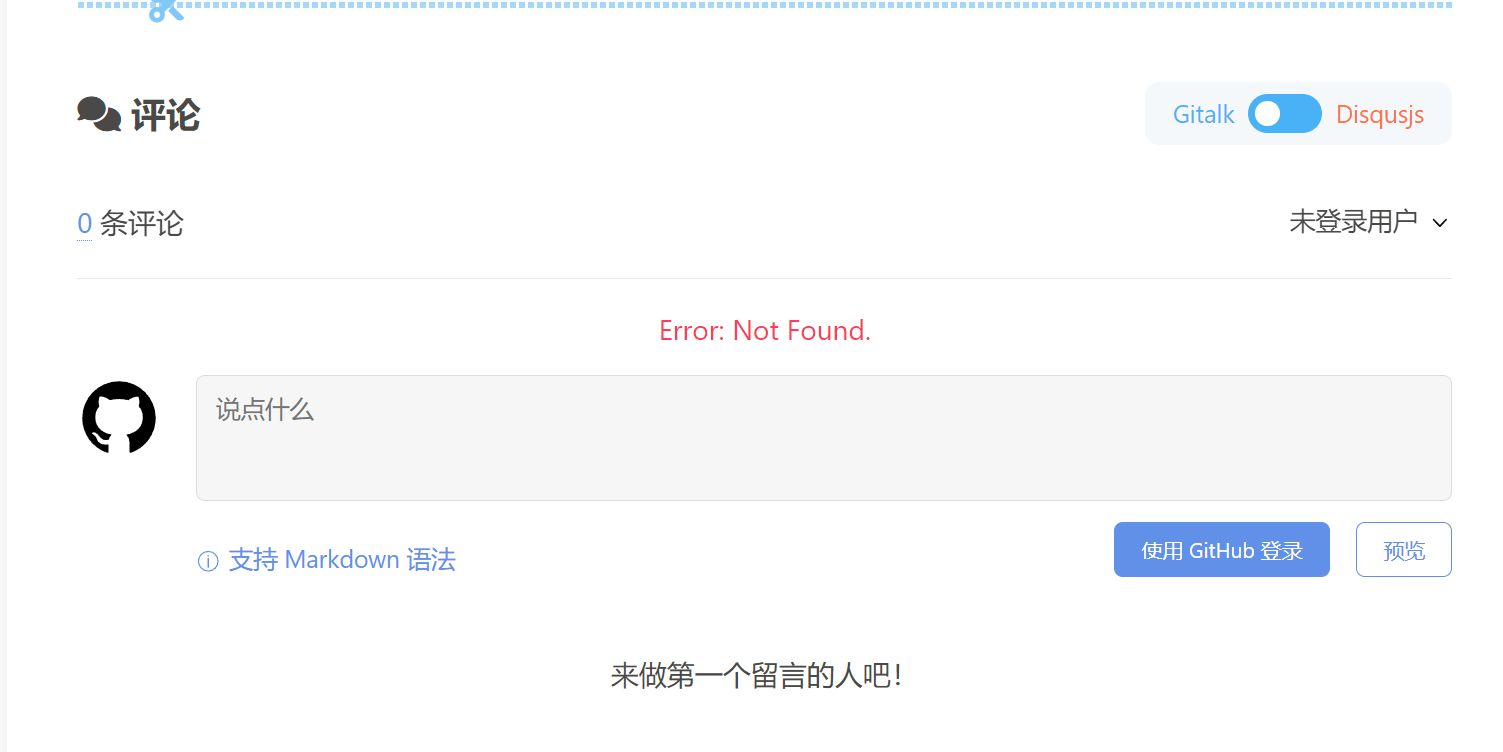 评论
Gitalk Disqusjs
0 条评论
未登录用户
Error: Not Found.
说点什么
支持 Markdown 语法
使用 GitHub 登录
预览
来做第一个留言的人吧！